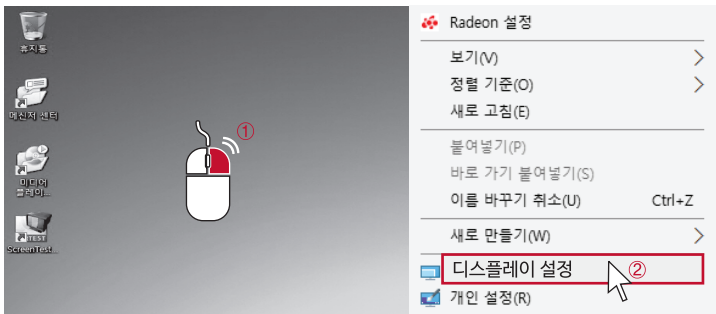 휴지통
메신저 센터
미디어
플레이...
TEST
ScreenTest...
①
Radeon 설정
보기(V)
정렬 기준(O)
새로 고침(E)
붙여넣기(P)
바로 가기 붙여넣기(S)
이름 바꾸기 취소(U) Ctrl+Z
새로 만들기(W)
디스플레이 설정 ②
개인 설정(R)